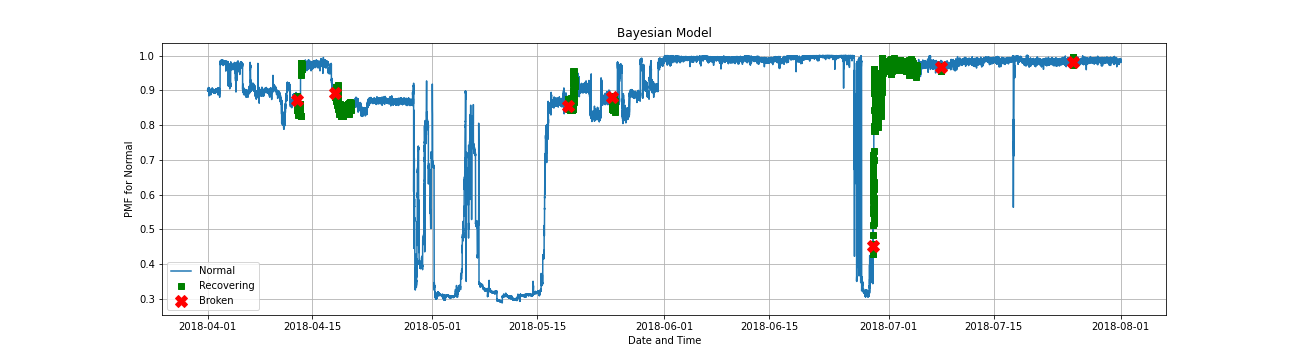 Bayesian Model
PMF for Normal
1.0
0.9
0.8
0.7
0.6
0.5
0.4
0.3
Normal
Recovering
Broken
2018-04-01 2018-04-15 2018-05-01 2018-05-15 2018-06-01 2018-06-15 2018-07-01 2018-07-15 2018-08-01
Date and Time